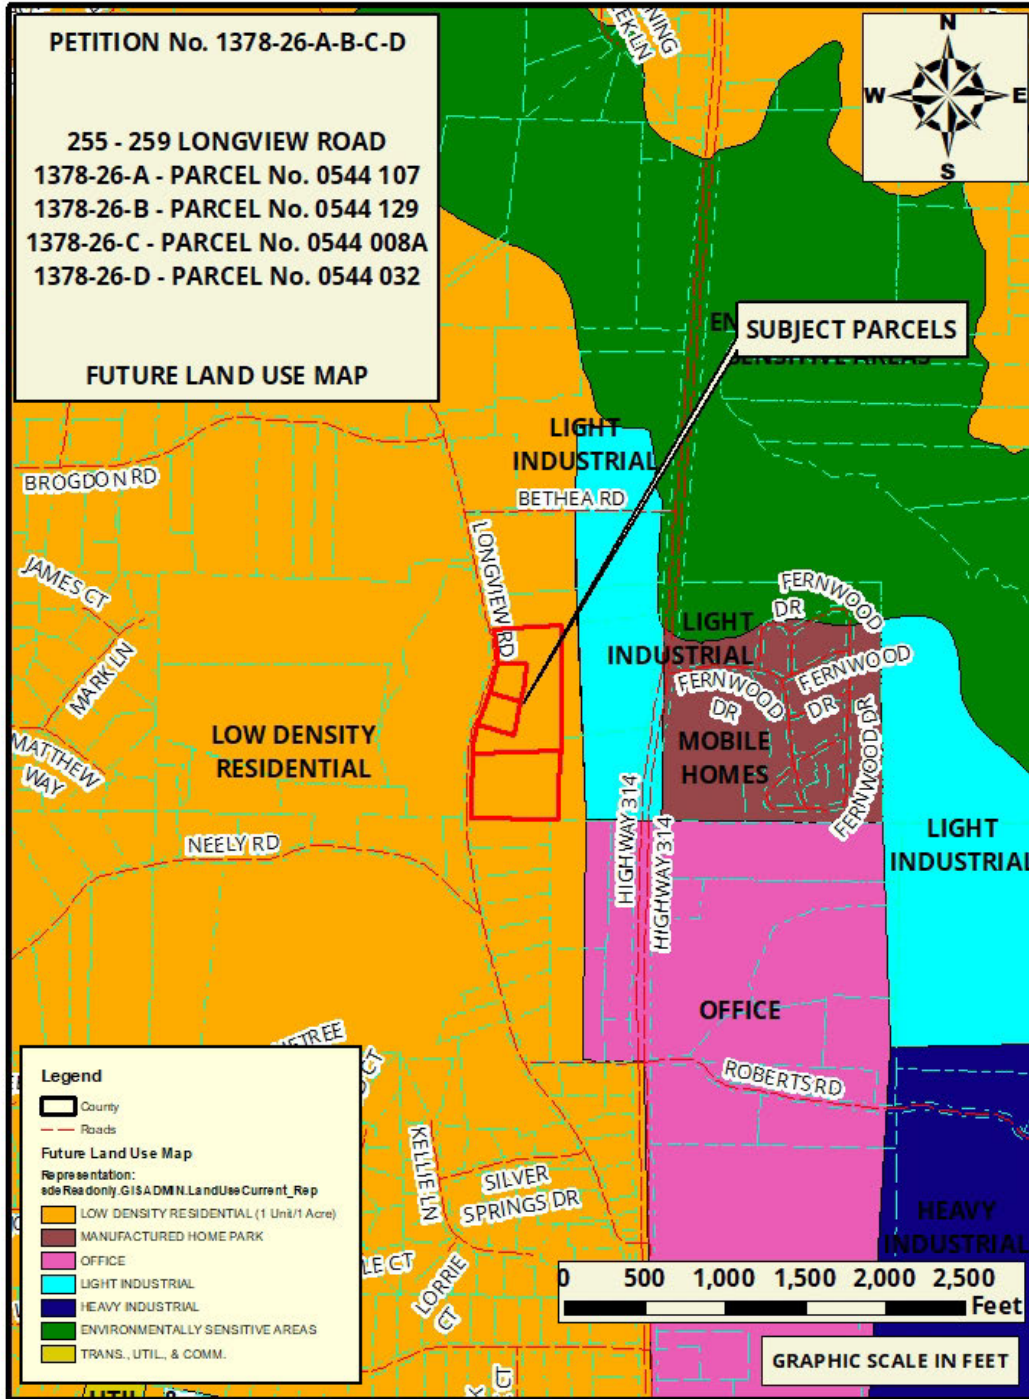 PETITION No. 1378-26-A-B-C-D
255 - 259 LONGVIEW ROAD
1378-26-A - PARCEL No. 0544 107
1378-26-B - PARCEL No. 0544 129
1378-26-C - PARCEL No. 0544 008A
1378-26-D - PARCEL No. 0544 032
FUTURE LAND USE MAP
N
W
E
S
SUBJECT PARCELS
SENSITIVE AREAS
LIGHT
INDUSTRIAL
BROGDON RD
BETHEA RD
LONGVIEW RD
JAMES CT
MARK LN
MATTHEW
WAY
LOW DENSITY
RESIDENTIAL
NEELY RD
LIGHT
INDUSTRIAL
FERNWOOD
DR
FERNWOOD
DR
FERNWOOD
DR
FERNWOOD DR
MOBILE
HOMES
HIGHWAY 314
HIGHWAY 314
LIGHT
INDUSTRIAL
OFFICE
ROBERTS RD
KELLIE LN
SILVER
SPRINGS DR
LORRIE
CT
LE CT
CT
HEAVY
INDUSTRIAL
Legend
County
Roads
Future Land Use Map
Representation:
sdeReadonly.GISADMIN.LandUseCurrent_Rep
LOW DENSITY RESIDENTIAL (1 Unit/1 Acre)
MANUFACTURED HOME PARK
OFFICE
LIGHT INDUSTRIAL
HEAVY INDUSTRIAL
ENVIRONMENTALLY SENSITIVE AREAS
TRANS., UTIL., & COMM.
0 500 1,000 1,500 2,000 2,500
Feet
GRAPHIC SCALE IN FEET